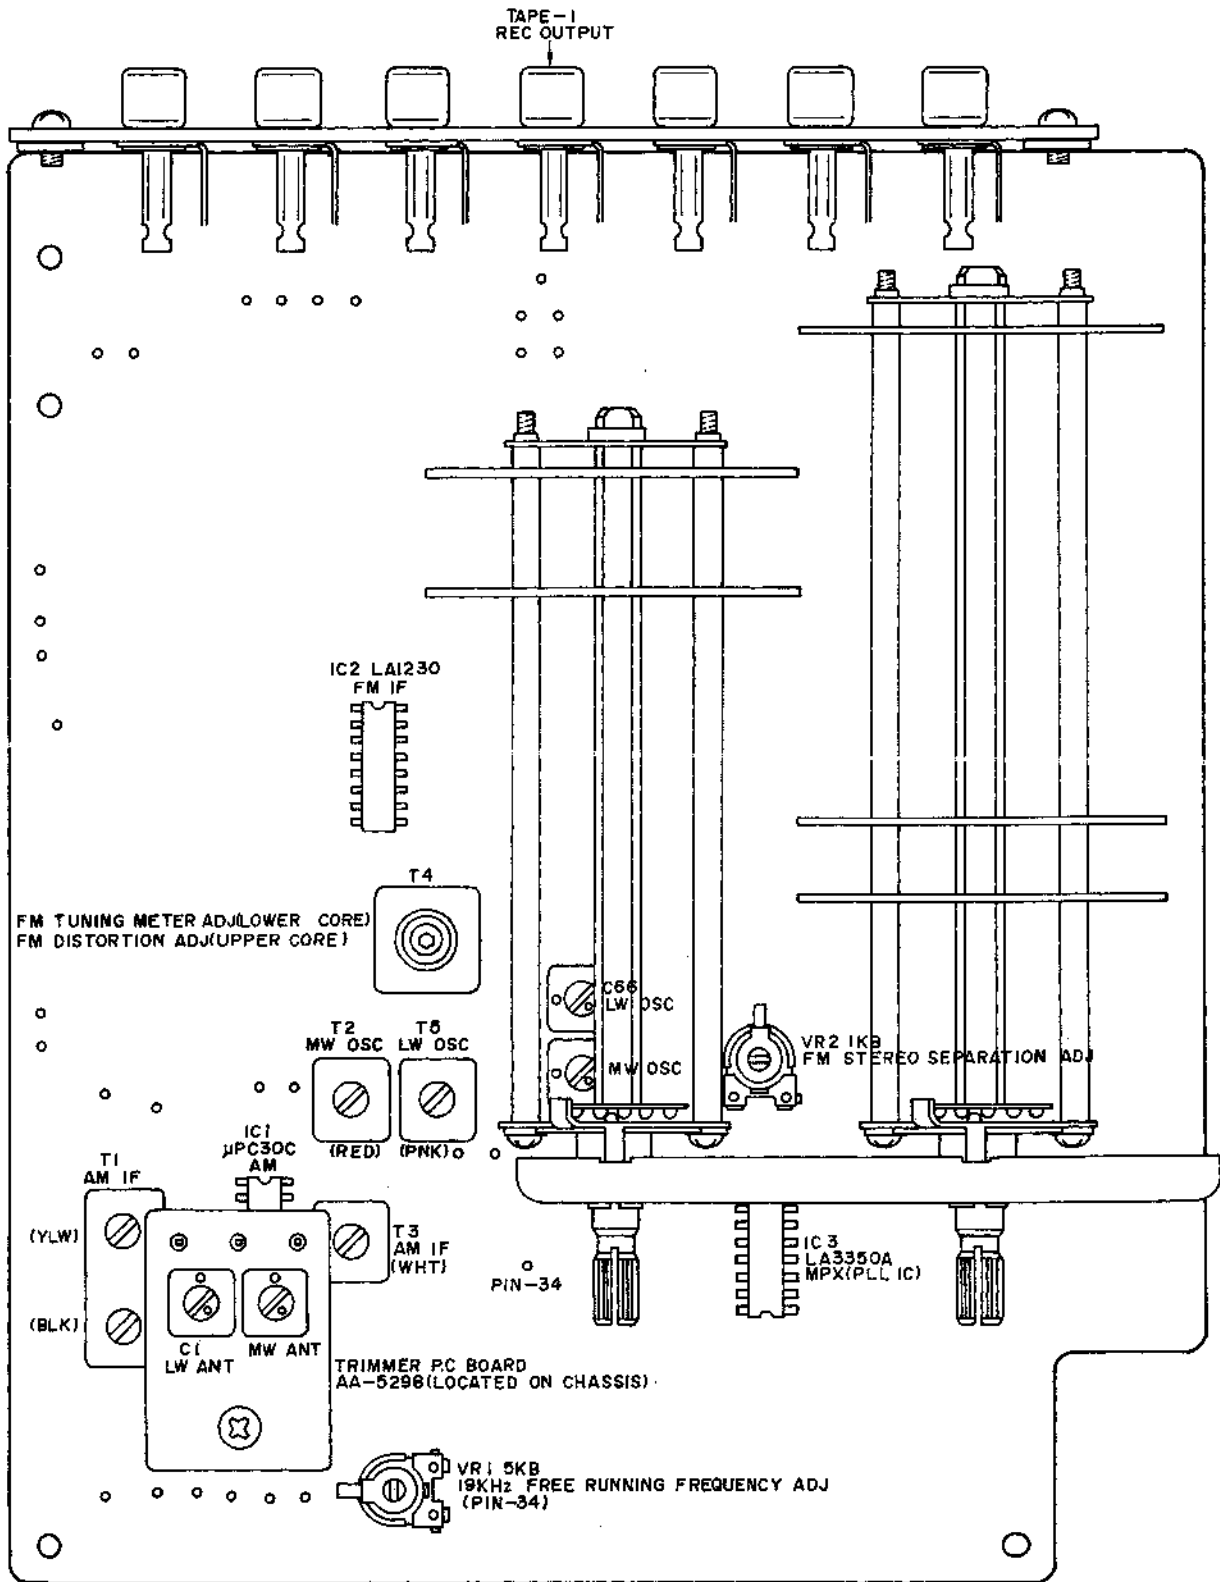 TAPE-1
REC OUTPUT
IC2 LA1230
FM IF
T4
FM TUNING METER ADJ(LOWER CORE)
FM DISTORTION ADJ(UPPER CORE)
C66
LW OSC
MW OSC
T2
MW OSC
(RED)
T5
LW OSC
(PNK)
VR2 1KB
FM STEREO SEPARATION ADJ
IC1
μPC30C
AM
T1
AM IF
(YLW)
(BLK)
T3
AM IF
(WHT)
PIN-34
IC3
LA3350A
MPX(PLL IC)
C1
LW ANT
MW ANT
TRIMMER P.C BOARD
AA-5298(LOCATED ON CHASSIS)
VR1 5KB
19KHz FREE RUNNING FREQUENCY ADJ
(PIN-34)